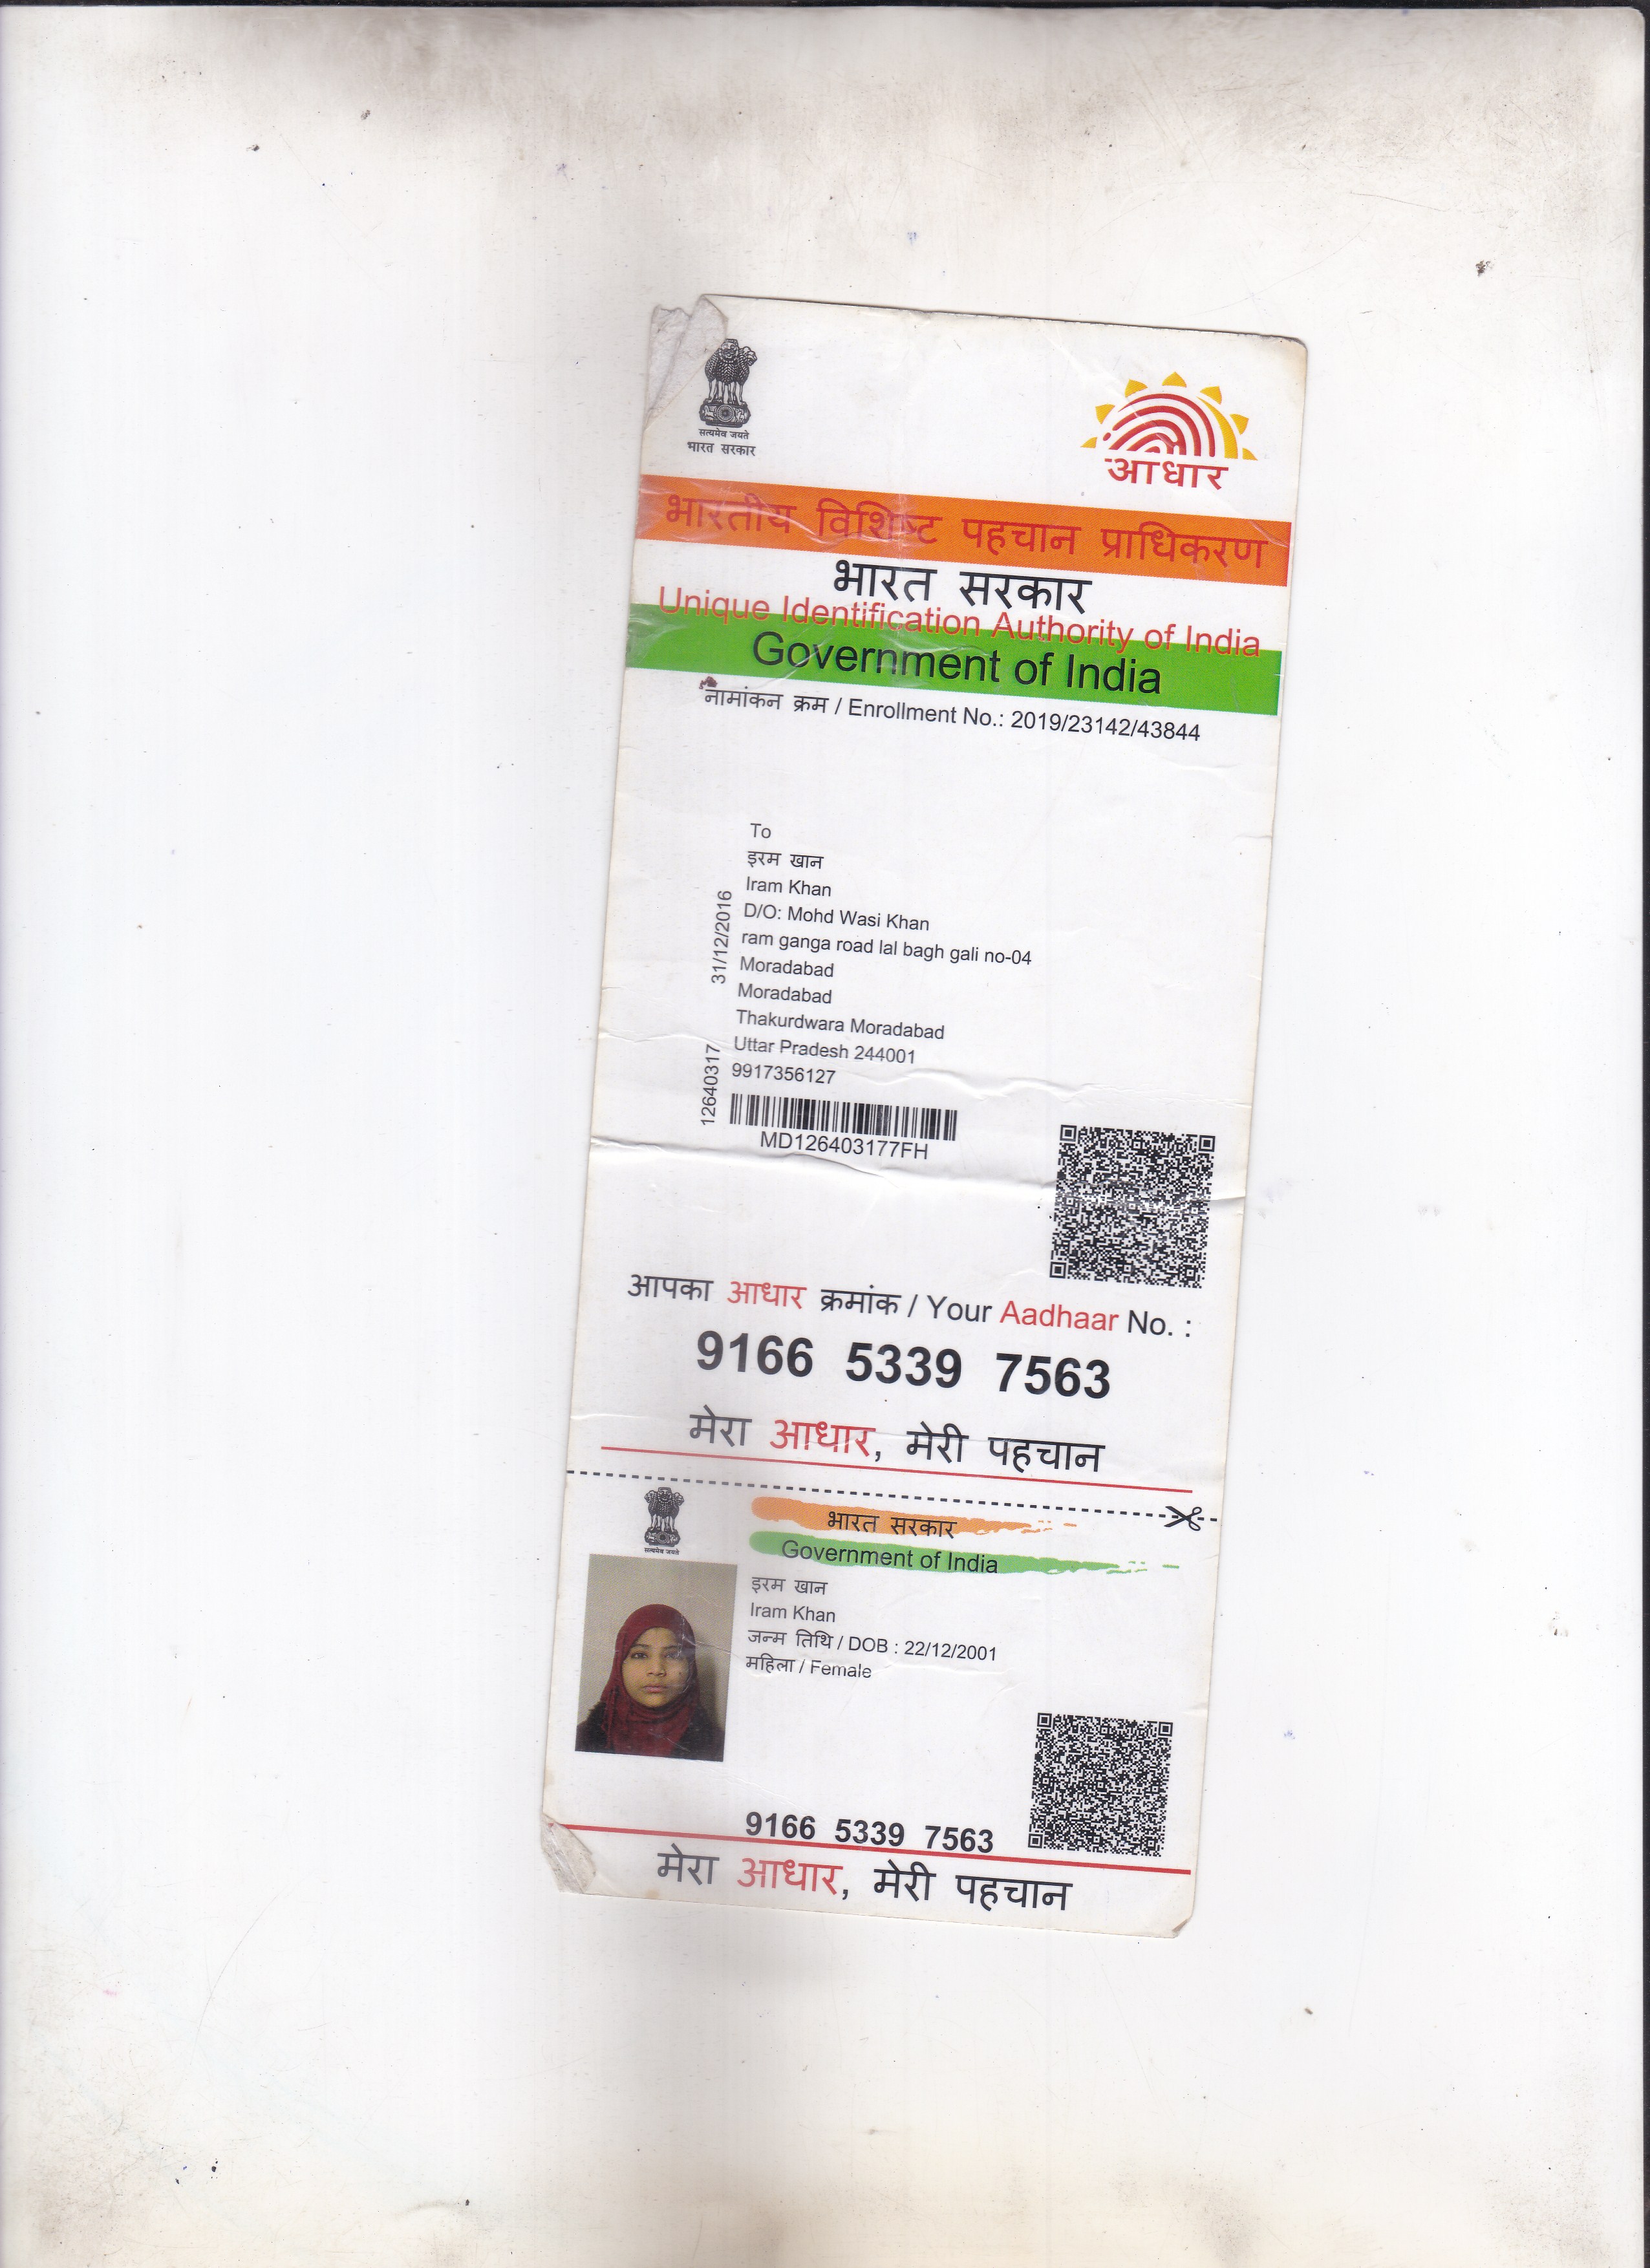 सत्यमेव जयते
भारत सरकार
आधार
भारतीय विशिष्ट पहचान प्राधिकरण
भारत सरकार
Unique Identification Authority of India
Government of India
नामांकन क्रम / Enrollment No.: 2019/23142/43844
To
इरम खान
Iram Khan
D/O: Mohd Wasi Khan
ram ganga road lal bagh gali no-04
Moradabad
Moradabad
Thakurdwara Moradabad
Uttar Pradesh 244001
9917356127
31/12/2016
12640317
MD126403177FH
आपका आधार क्रमांक / Your Aadhaar No. :
9166 5339 7563
मेरा आधार, मेरी पहचान
सत्यमेव जयते
भारत सरकार
Government of India
इरम खान
Iram Khan
जन्म तिथि / DOB : 22/12/2001
महिला / Female
9166 5339 7563
मेरा आधार, मेरी पहचान